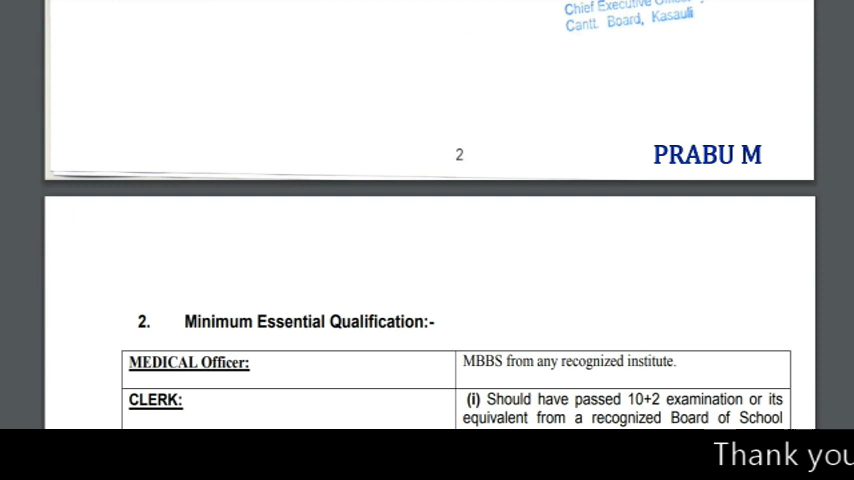 Chief Executive Officer
Cantt. Board, Kasauli
2
PRABU M
2. Minimum Essential Qualification:-
MEDICAL Officer:
MBBS from any recognized institute.
CLERK:
(i) Should have passed 10+2 examination or its
equivalent from a recognized Board of School
Thank you